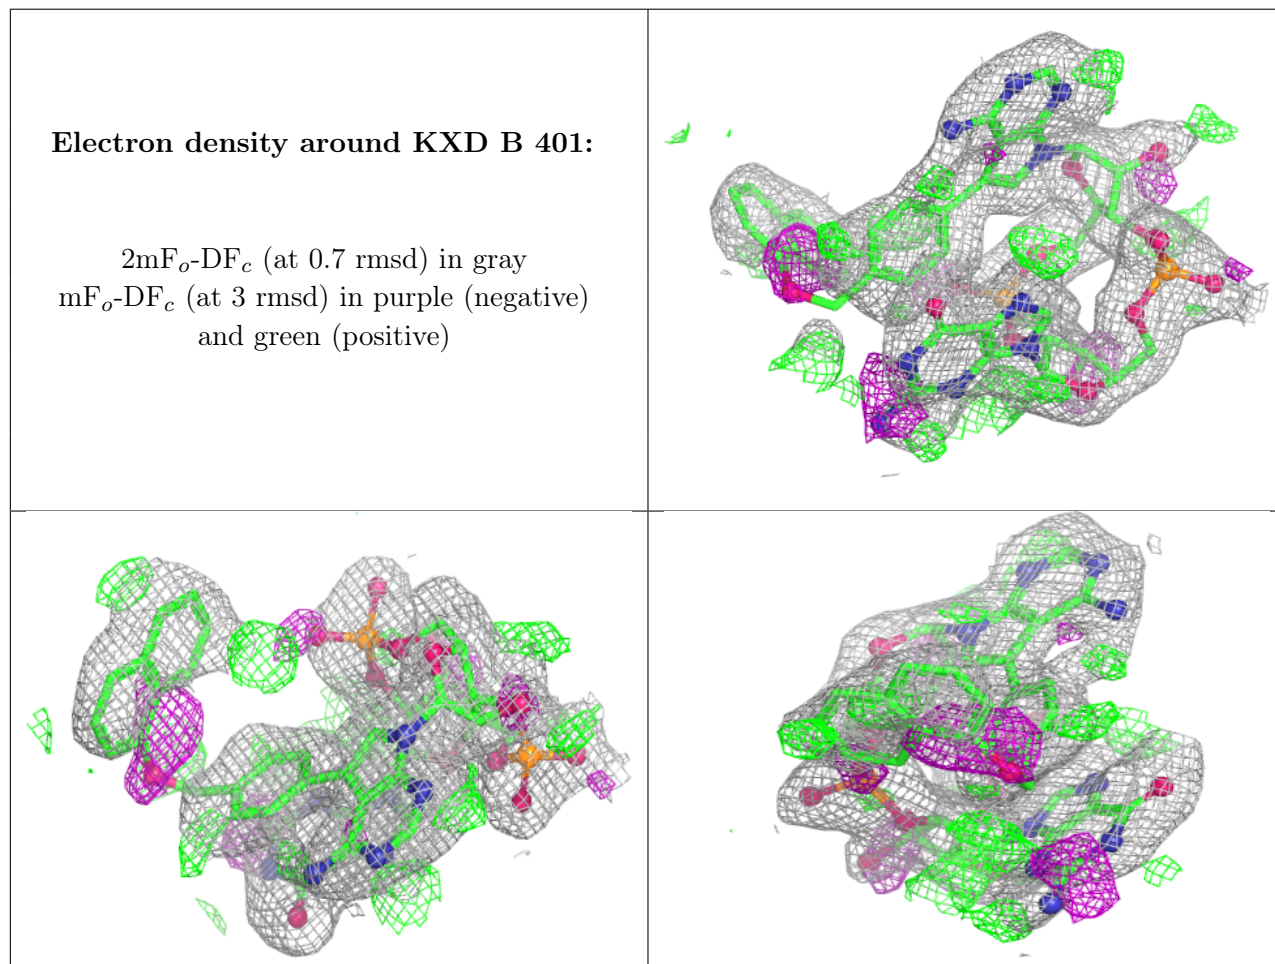 Electron density around KXD B 401:
2mFo-DFc (at 0.7 rmsd) in gray
mFo-DFc (at 3 rmsd) in purple (negative)
and green (positive)